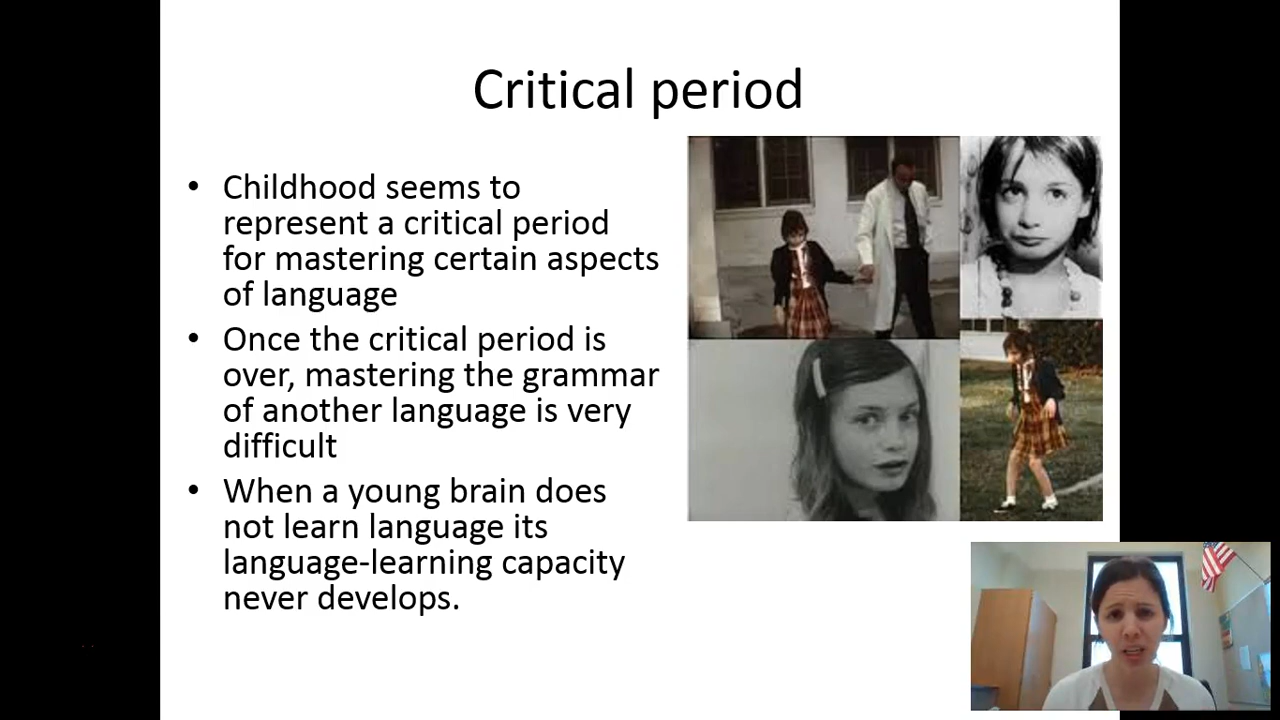 Critical period
• Childhood seems to
represent a critical period
for mastering certain aspects
of language
• Once the critical period is
over, mastering the grammar
of another language is very
difficult
• When a young brain does
not learn language its
language-learning capacity
never develops.